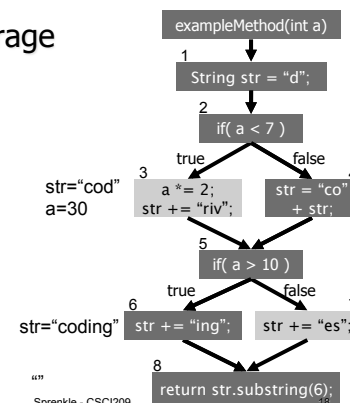 rage
exampleMethod(int a)
1
String str = “d”;
2
if( a < 7 )
true
false
3
a *= 2;
str += “riv”;
str = “co”
+ str;
str=“cod”
a=30
5
if( a > 10 )
true
false
6
str += “ing”;
str += “es”;
str=“coding”
8
return str.substring(6);
“”
Sprenkle - CSCI209
18